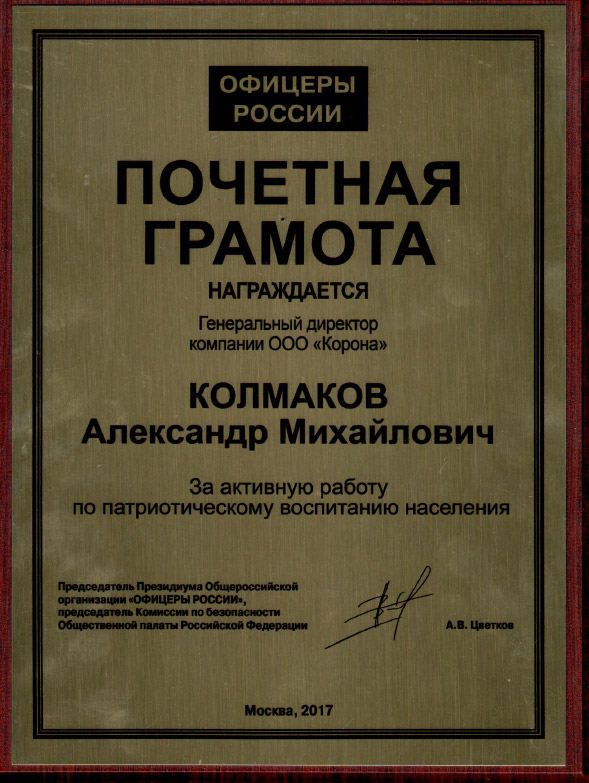 ОФИЦЕРЫ
РОССИИ
ПОЧЕТНАЯ
ГРАМОТА
НАГРАЖДАЕТСЯ
Генеральный директор
компании ООО «Корона»
КОЛМАКОВ
Александр Михайлович
За активную работу
по патриотическому воспитанию населения
Председатель Президиума Общероссийской
организации «ОФИЦЕРЫ РОССИИ»,
председатель Комиссии по безопасности
Общественной палаты Российской Федерации
А.В. Цветков
Москва, 2017